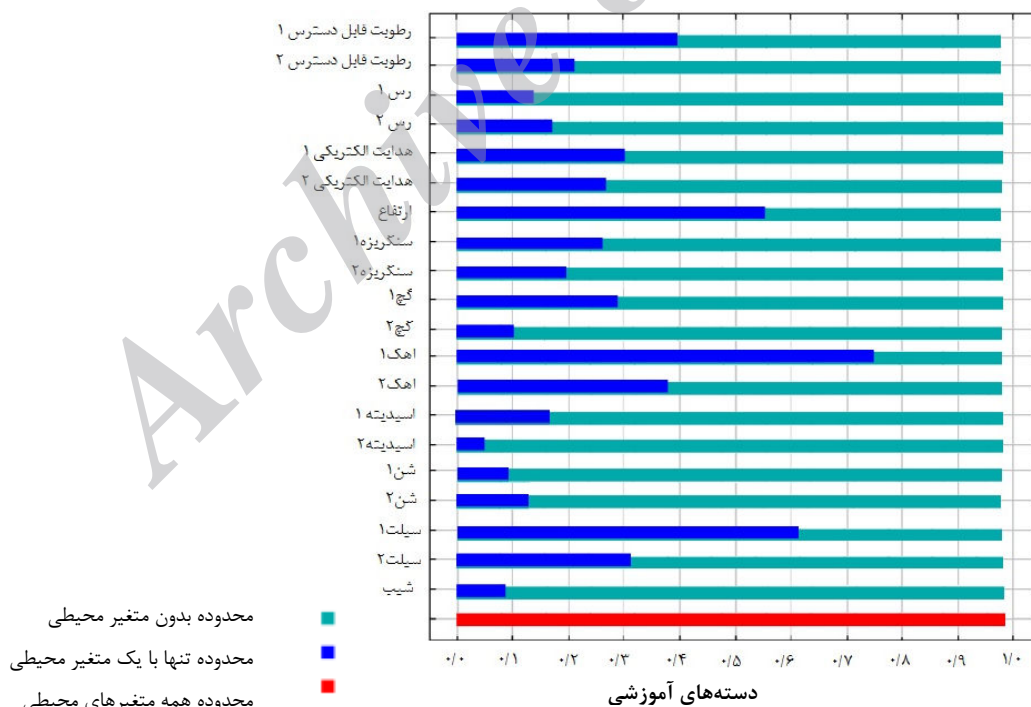 رطوبت قابل دسترس ۱
رطوبت قابل دسترس ۲
رس ۱
رس ۲
هدایت الکتریکی ۱
هدایت الکتریکی ۲
ارتفاع
سنگریزه۱
سنگریزه۲
گچ۱
گچ۲
اهک۱
اهک۲
اسیدیته ۱
اسیدیته۲
شن۱
شن۲
سیلت۱
سیلت۲
شیب
۰/۰ ۰/۱ ۰/۲ ۰/۳ ۰/۴ ۰/۵ ۰/۶ ۰/۷ ۰/۸ ۰/۹ ۱/۰
دسته‌های آموزشی
محدوده بدون متغیر محیطی
محدوده تنها با یک متغیر محیطی
محدوده همه متغیرهای محیطی
Archive